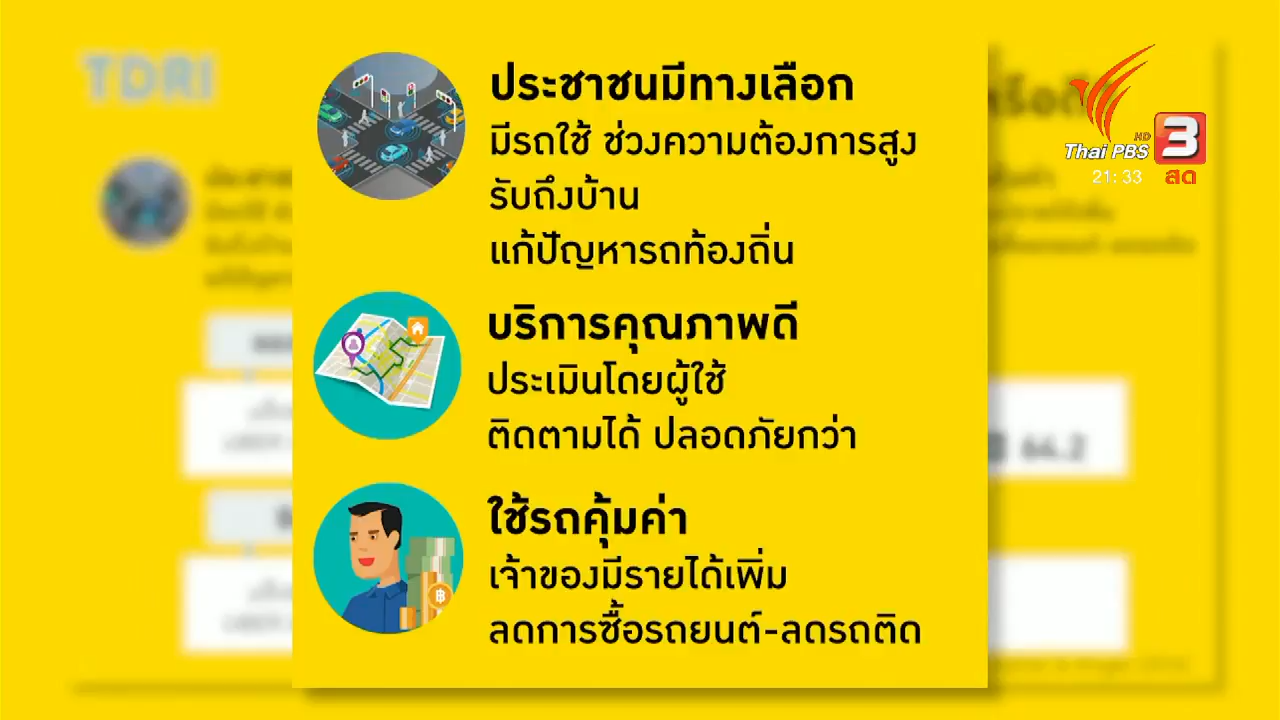 TDRI
ประชาชนมีทางเลือก
มีรถใช้ ช่วงความต้องการสูง
รับถึงบ้าน
แก้ปัญหารถท้องถิ่น
บริการคุณภาพดี
ประเมินโดยผู้ใช้
ติดตามได้ ปลอดภัยกว่า
ใช้รถคุ้มค่า
เจ้าของมีรายได้เพิ่ม
ลดการซื้อรถยนต์-ลดรถติด
Thai PBS HD 3
21:33 สด
64.2